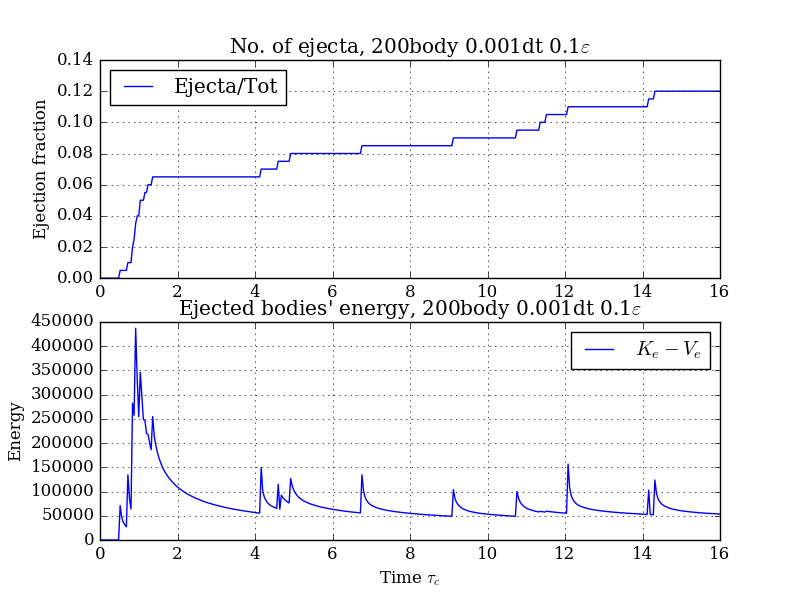 No. of ejecta, 200body 0.001dt 0.1ε
0.14
0.12
0.10
0.08
0.06
0.04
0.02
0.00
Ejection fraction
Ejecta/Tot
0 2 4 6 8 10 12 14 16
Ejected bodies' energy, 200body 0.001dt 0.1ε
450000
400000
350000
300000
250000
200000
150000
100000
50000
0
Energy
K_e − V_e
0 2 4 6 8 10 12 14 16
Time τ_c